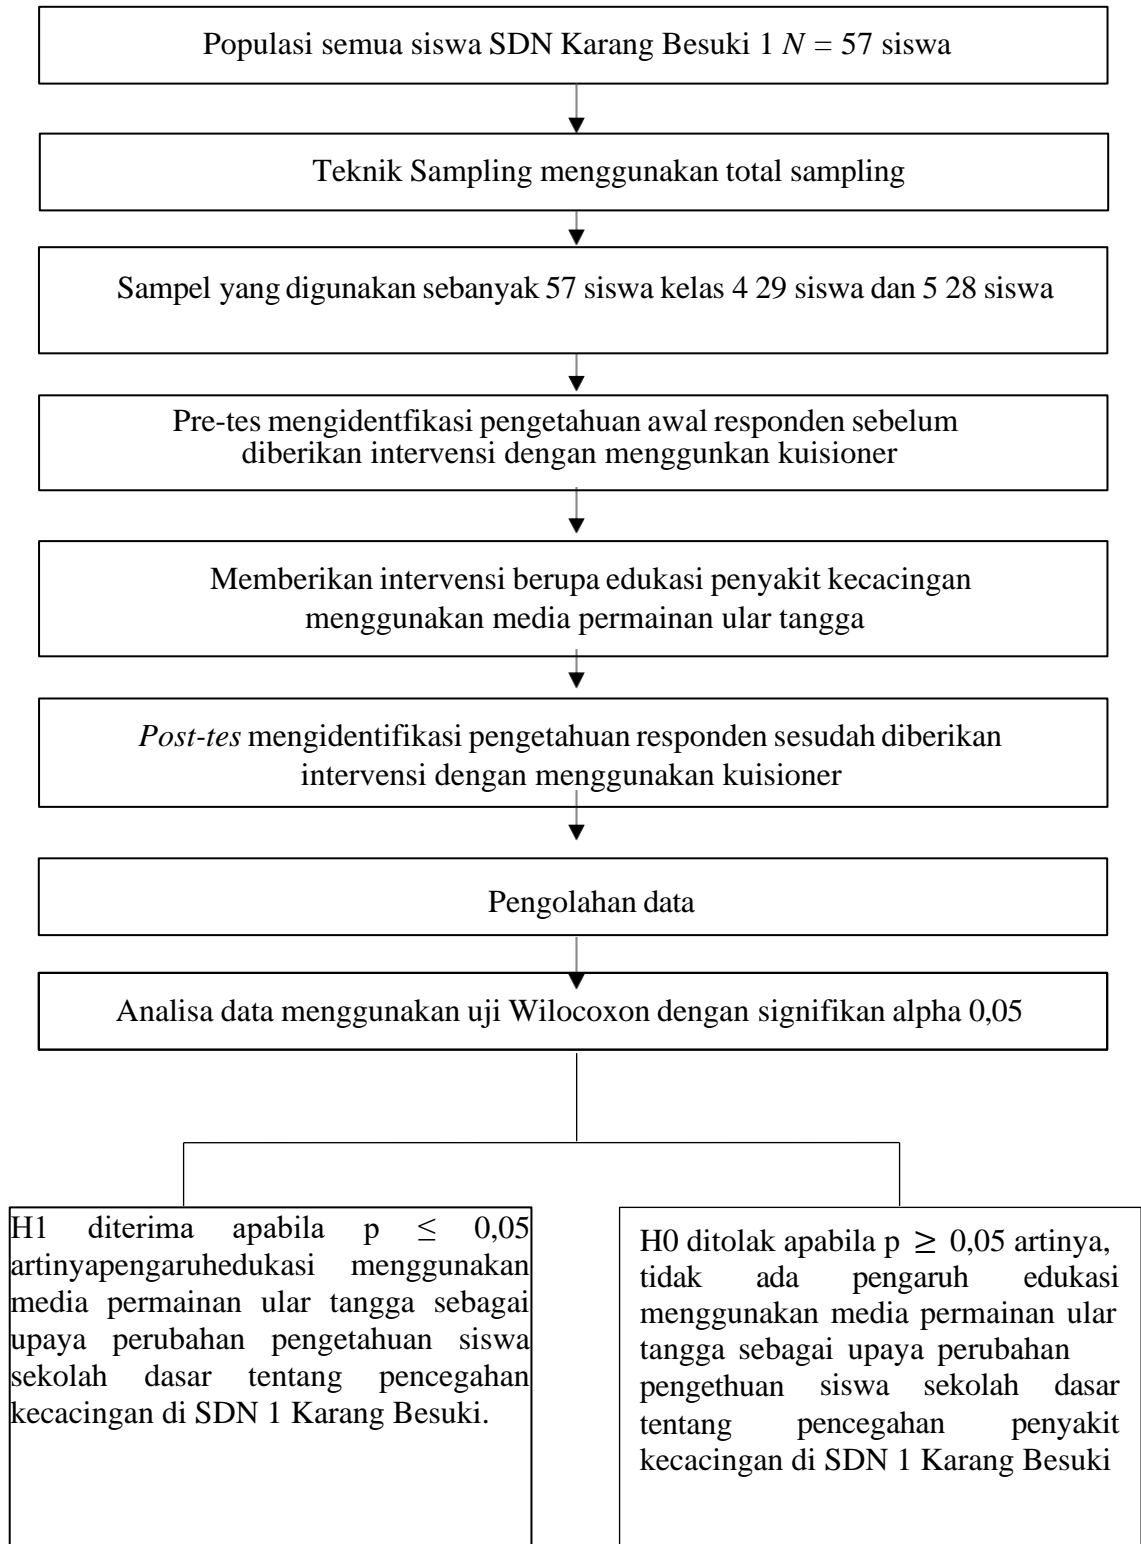 Populasi semua siswa SDN Karang Besuki 1 N = 57 siswa
Teknik Sampling menggunakan total sampling
Sampel yang digunakan sebanyak 57 siswa kelas 4 29 siswa dan 5 28 siswa
Pre-tes mengidentfikasi pengetahuan awal responden sebelum
diberikan intervensi dengan menggunkan kuisioner
Memberikan intervensi berupa edukasi penyakit kecacingan
menggunakan media permainan ular tangga
Post-tes mengidentifikasi pengetahuan responden sesudah diberikan
intervensi dengan menggunakan kuisioner
Pengolahan data
Analisa data menggunakan uji Wilocoxon dengan signifikan alpha 0,05
H1 diterima apabila p ≤ 0,05
artinyapengaruhedukasi menggunakan
media permainan ular tangga sebagai
upaya perubahan pengetahuan siswa
sekolah dasar tentang pencegahan
kecacingan di SDN 1 Karang Besuki.
H0 ditolak apabila p ≥ 0,05 artinya,
tidak ada pengaruh edukasi
menggunakan media permainan ular
tangga sebagai upaya perubahan
pengethuan siswa sekolah dasar
tentang pencegahan penyakit
kecacingan di SDN 1 Karang Besuki